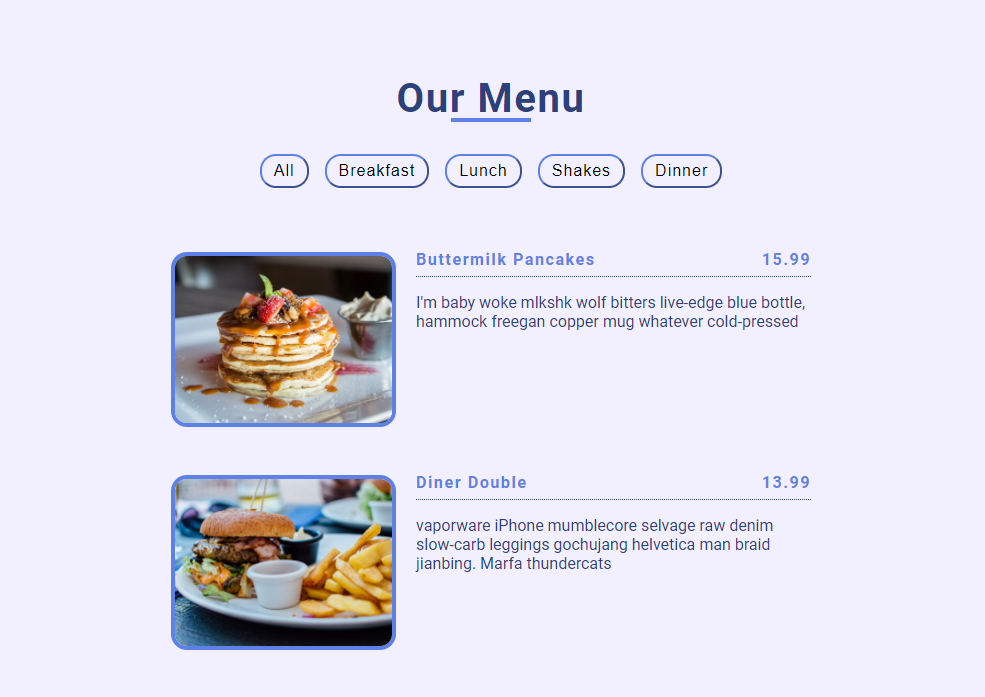 Our Menu
All Breakfast Lunch Shakes Dinner
Buttermilk Pancakes 15.99
I'm baby woke mlkshk wolf bitters live-edge blue bottle,
hammock freegan copper mug whatever cold-pressed
Diner Double 13.99
vaporware iPhone mumblecore selvage raw denim
slow-carb leggings gochujang helvetica man braid
jianbing. Marfa thundercats